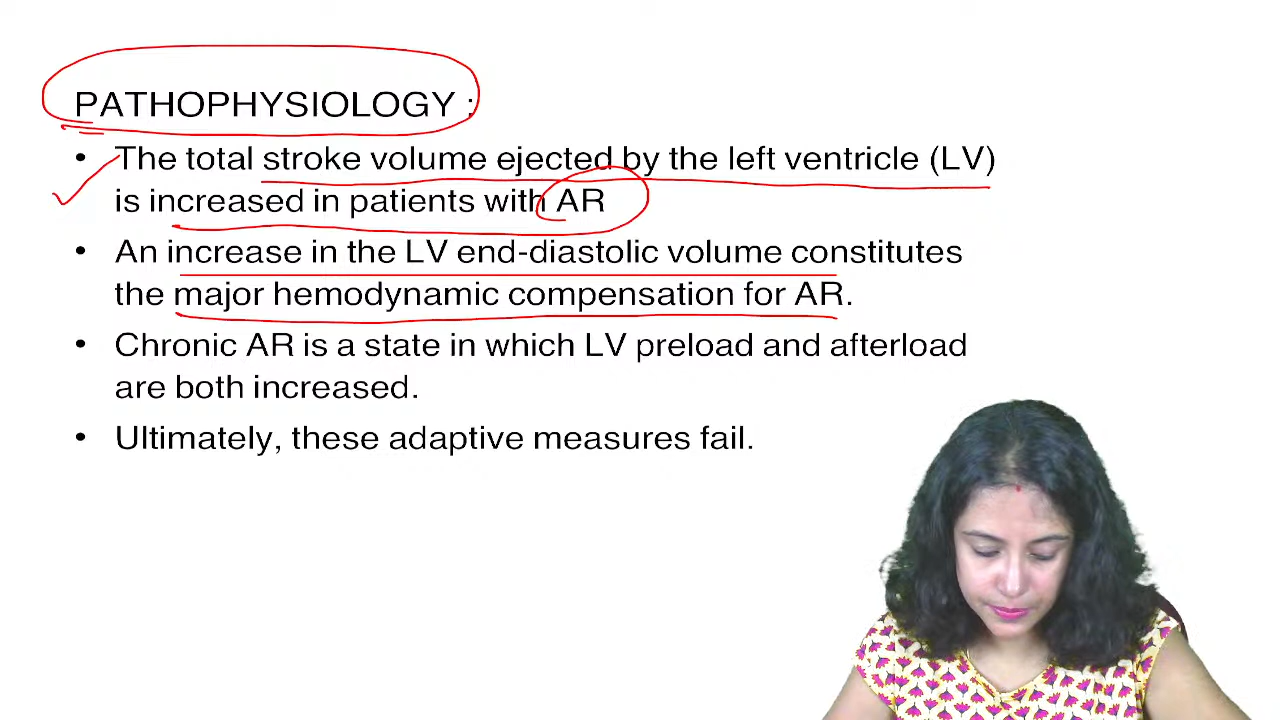 PATHOPHYSIOLOGY :
• The total stroke volume ejected by the left ventricle (LV)
is increased in patients with AR
• An increase in the LV end-diastolic volume constitutes
the major hemodynamic compensation for AR.
• Chronic AR is a state in which LV preload and afterload
are both increased.
• Ultimately, these adaptive measures fail.